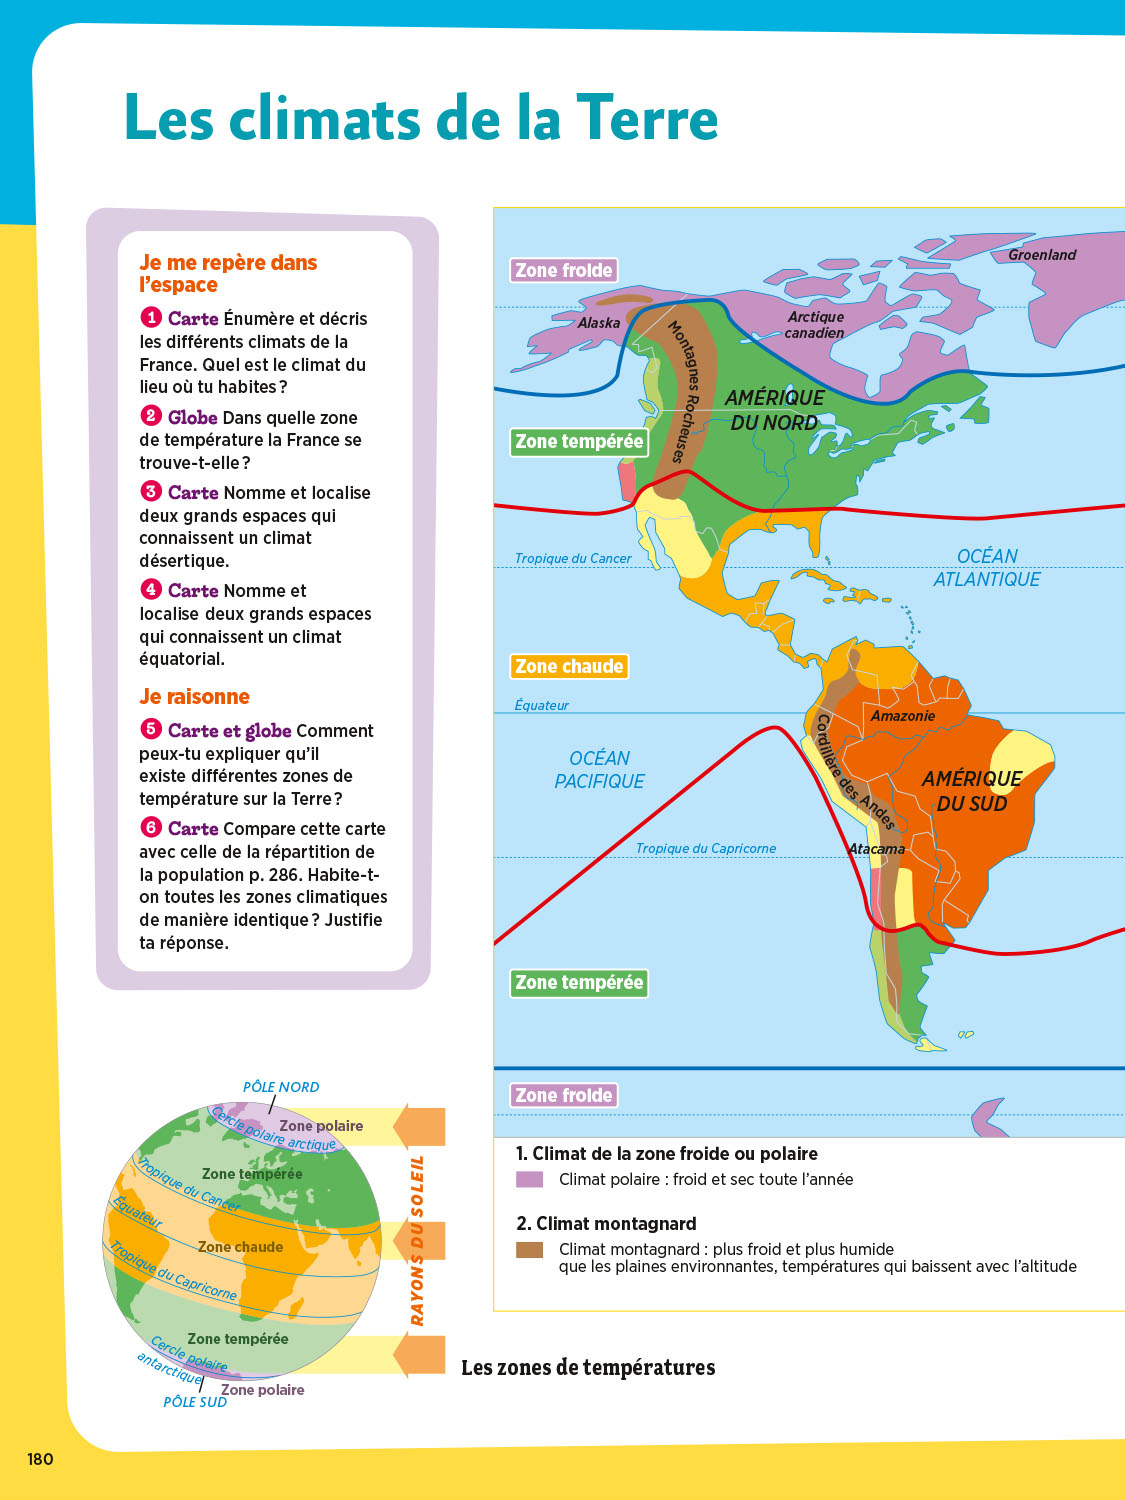 Les climats de la Terre
Je me repère dans
l'espace
1 Carte Énumère et décris
les différents climats de la
France. Quel est le climat du
lieu où tu habites ?
2 Globe Dans quelle zone
de température la France se
trouve-t-elle ?
3 Carte Nomme et localise
deux grands espaces qui
connaissent un climat
désertique.
4 Carte Nomme et
localise deux grands espaces
qui connaissent un climat
équatorial.
Je raisonne
5 Carte et globe Comment
peux-tu expliquer qu'il
existe différentes zones de
température sur la Terre ?
6 Carte Compare cette carte
avec celle de la répartition de
la population p. 286. Habite-t-
on toutes les zones climatiques
de manière identique ? Justifie
ta réponse.
Zone froide
Groenland
Alaska
Arctique
canadien
Montagnes Rocheuses
AMÉRIQUE
DU NORD
Zone tempérée
Tropique du Cancer
OCÉAN
ATLANTIQUE
Zone chaude
Équateur
Amazonie
OCÉAN
PACIFIQUE
Cordillère des Andes
AMÉRIQUE
DU SUD
Tropique du Capricorne
Atacama
Zone tempérée
Zone froide
1. Climat de la zone froide ou polaire
Climat polaire : froid et sec toute l'année
2. Climat montagnard
Climat montagnard : plus froid et plus humide
que les plaines environnantes, températures qui baissent avec l'altitude
PÔLE NORD
Cercle polaire arctique
Zone polaire
Zone tempérée
Tropique du Cancer
Équateur
Zone chaude
Tropique du Capricorne
Zone tempérée
Cercle polaire
antarctique
Zone polaire
PÔLE SUD
RAYONS DU SOLEIL
Les zones de températures
180